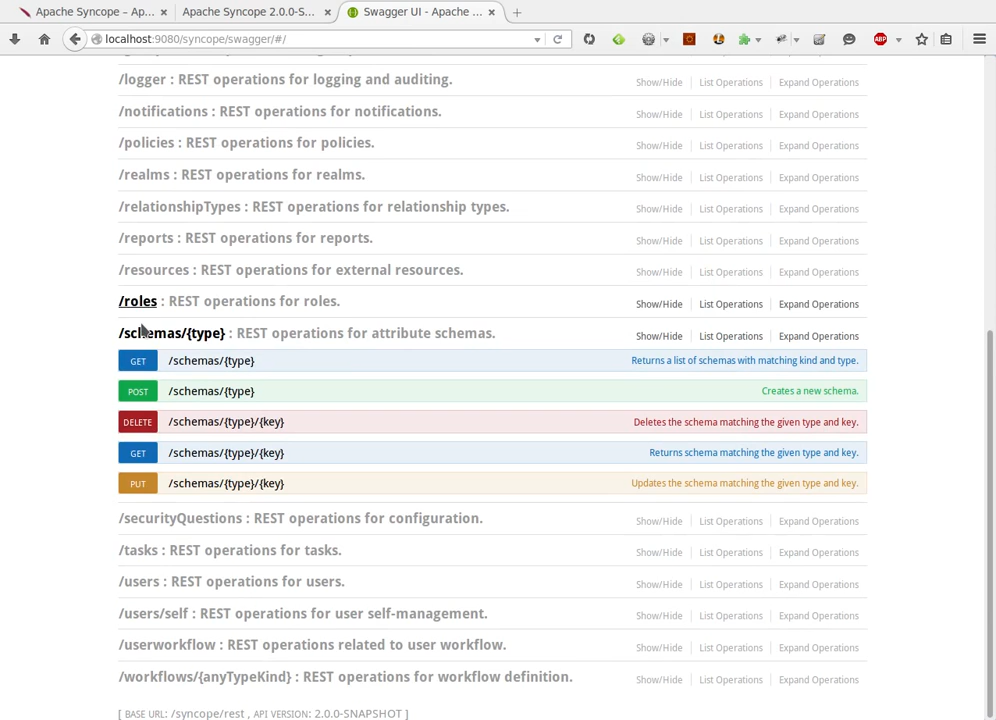 Apache Syncope – Ap... ×
Apache Syncope 2.0.0-S... ×
Swagger UI - Apache ... ×
localhost:9080/syncope/swagger/#/
ABP
/logger : REST operations for logging and auditing. Show/Hide List Operations Expand Operations
/notifications : REST operations for notifications. Show/Hide List Operations Expand Operations
/policies : REST operations for policies. Show/Hide List Operations Expand Operations
/realms : REST operations for realms. Show/Hide List Operations Expand Operations
/relationshipTypes : REST operations for relationship types. Show/Hide List Operations Expand Operations
/reports : REST operations for reports. Show/Hide List Operations Expand Operations
/resources : REST operations for external resources. Show/Hide List Operations Expand Operations
/roles : REST operations for roles. Show/Hide List Operations Expand Operations
/schemas/{type} : REST operations for attribute schemas. Show/Hide List Operations Expand Operations
GET /schemas/{type} Returns a list of schemas with matching kind and type.
POST /schemas/{type} Creates a new schema.
DELETE /schemas/{type}/{key} Deletes the schema matching the given type and key.
GET /schemas/{type}/{key} Returns schema matching the given type and key.
PUT /schemas/{type}/{key} Updates the schema matching the given type and key.
/securityQuestions : REST operations for configuration. Show/Hide List Operations Expand Operations
/tasks : REST operations for tasks. Show/Hide List Operations Expand Operations
/users : REST operations for users. Show/Hide List Operations Expand Operations
/users/self : REST operations for user self-management. Show/Hide List Operations Expand Operations
/userworkflow : REST operations related to user workflow. Show/Hide List Operations Expand Operations
/workflows/{anyTypeKind} : REST operations for workflow definition. Show/Hide List Operations Expand Operations
[ BASE URL: /syncope/rest , API VERSION: 2.0.0-SNAPSHOT ]